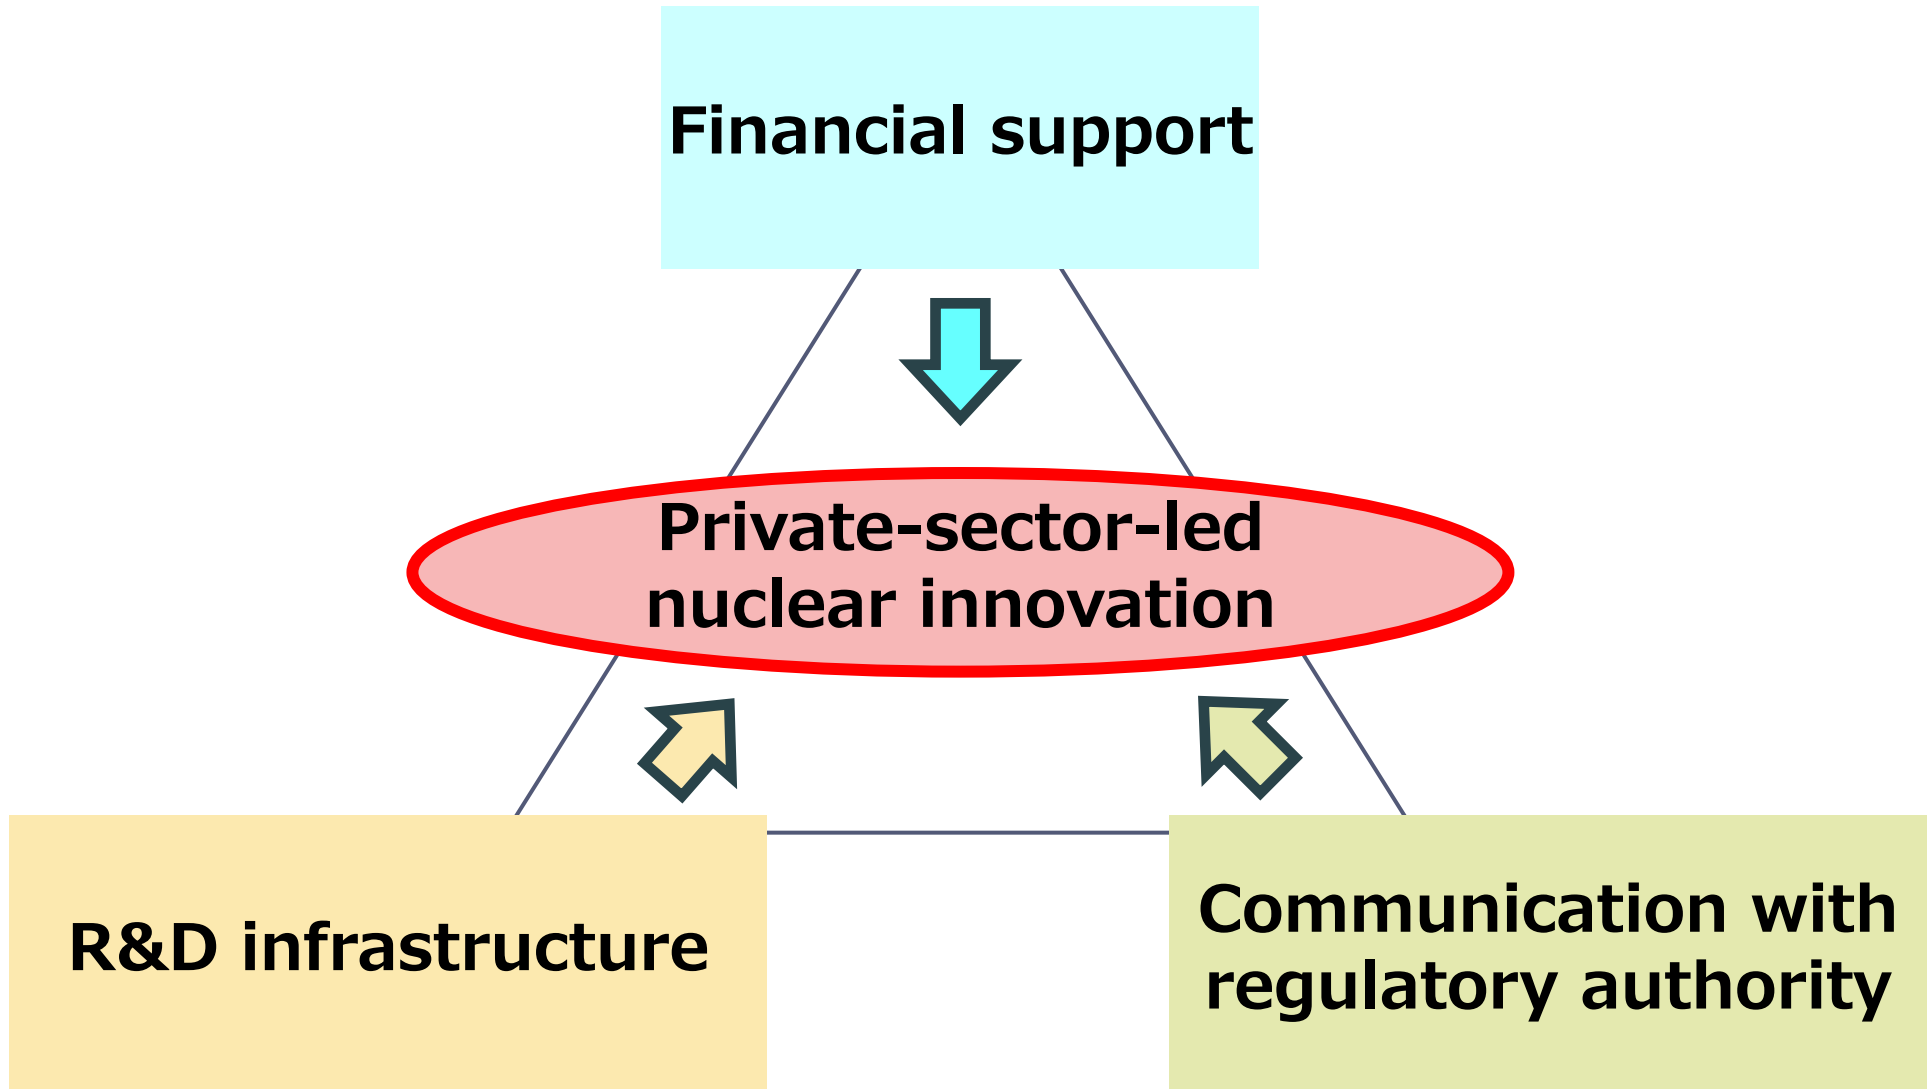 Financial support
Private-sector-led
nuclear innovation
R&D infrastructure
Communication with
regulatory authority